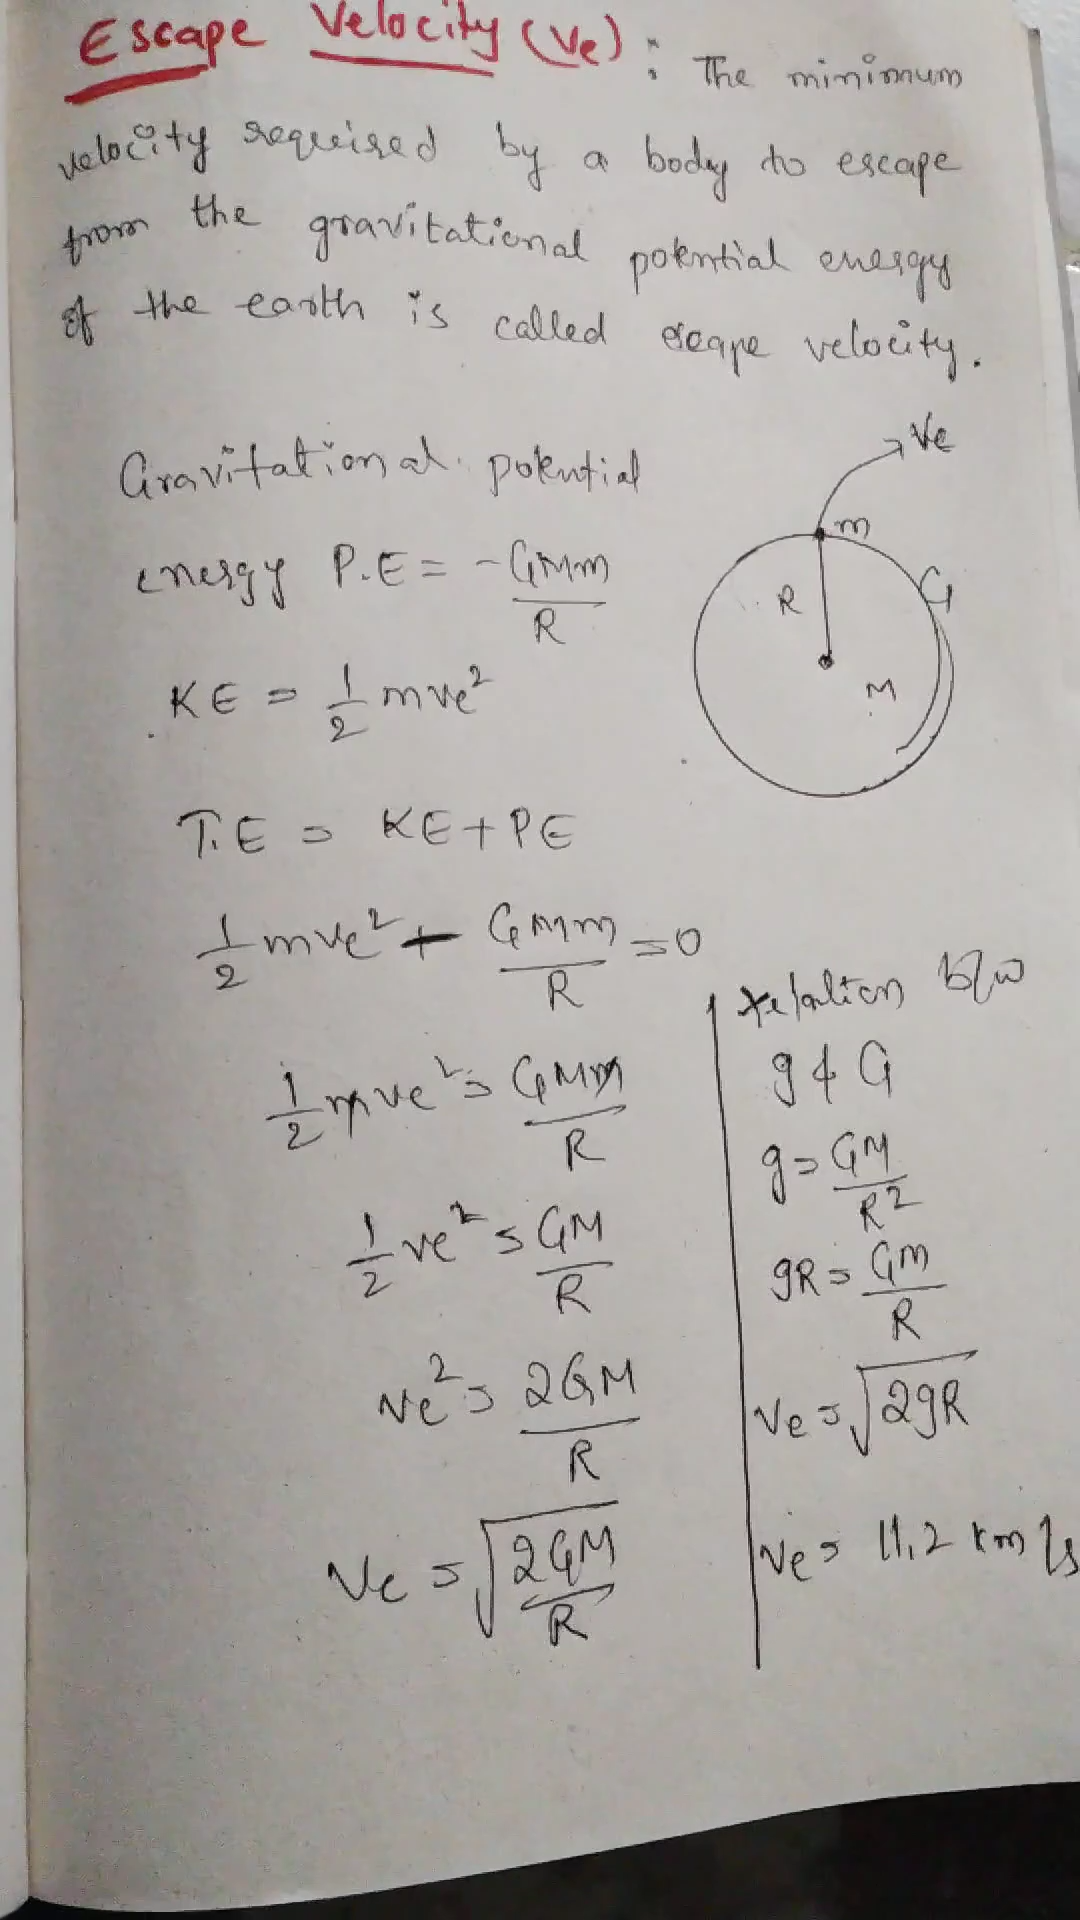 Escape Velocity (Ve) : The minimum
velocity required by a body to escape
from the gravitational potential energy
of the earth is called escape velocity.
Gravitational potential
energy P.E = -GMm/R
KE = 1/2 mve²
T.E = KE + PE
1/2 mve² - GMm/R = 0
1/2 mve² = GMm/R
1/2 ve² = GM/R
ve² = 2GM/R
Ve = √2GM/R
Ve
m
R
G
M
relation b/w
g & G
g = GM/R²
gR = GM/R
Ve = √2gR
Ve = 11.2 km/s